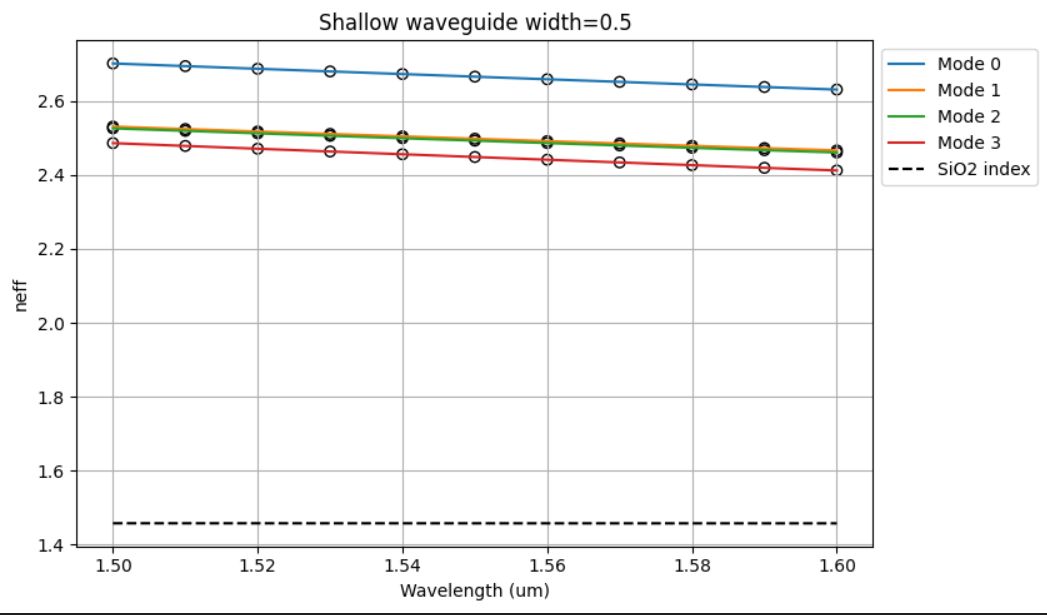 Shallow waveguide width=0.5
Mode 0
Mode 1
Mode 2
Mode 3
SiO2 index
2.6
2.4
2.2
2.0
1.8
1.6
1.4
neff
1.50 1.52 1.54 1.56 1.58 1.60
Wavelength (um)